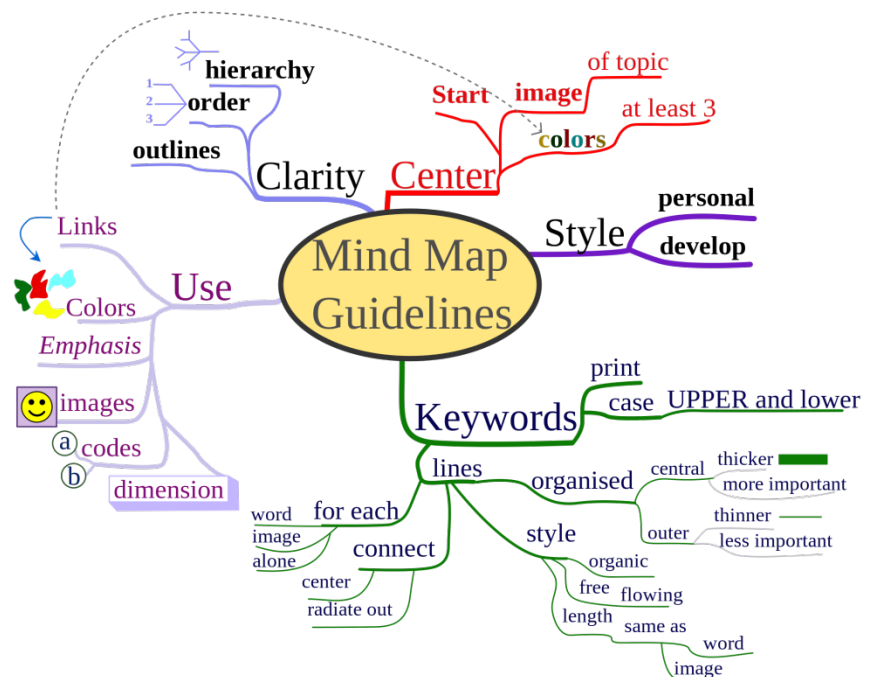 Mind Map
Guidelines
Clarity
hierarchy
order
1
2
3
outlines
Center
Start
image
of topic
colors
at least 3
Style
personal
develop
Keywords
print
case
UPPER and lower
lines
organised
central
thicker
more important
outer
thinner
less important
style
organic
free
flowing
length
same as
word
image
connect
center
radiate out
for each
word
image
alone
Use
Links
Colors
Emphasis
images
codes
a
b
dimension